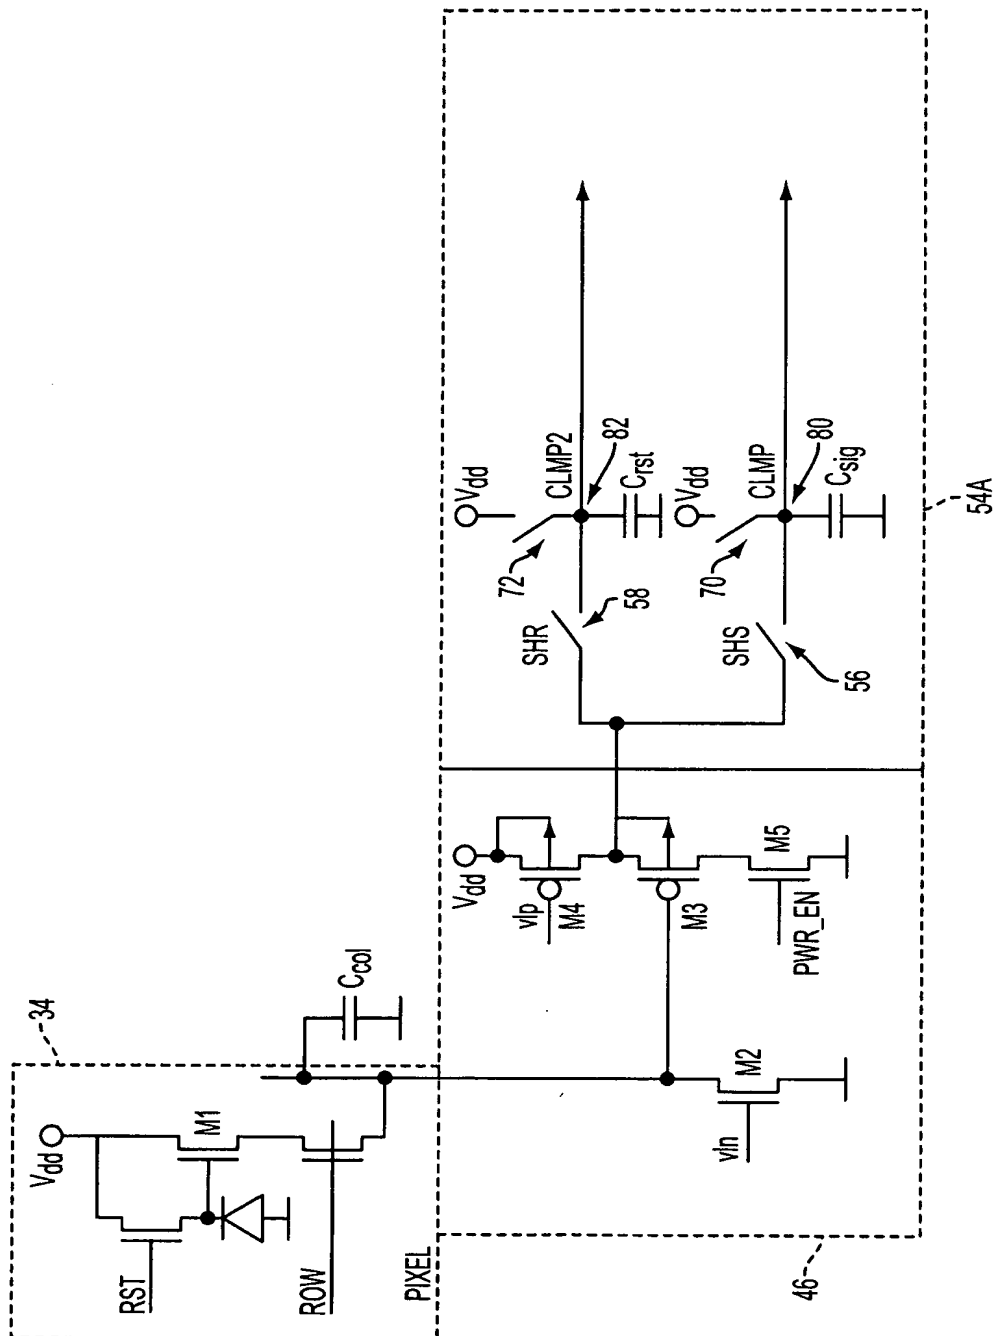 34
Vdd
M1
RST
ROW
PIXEL
Ccol
46
Vdd
vlp
M4
M3
M5
PWR_EN
M2
vln
54A
Vdd
72
CLMP2
82
Crst
SHR
58
Vdd
70
CLMP
80
Csig
SHS
56